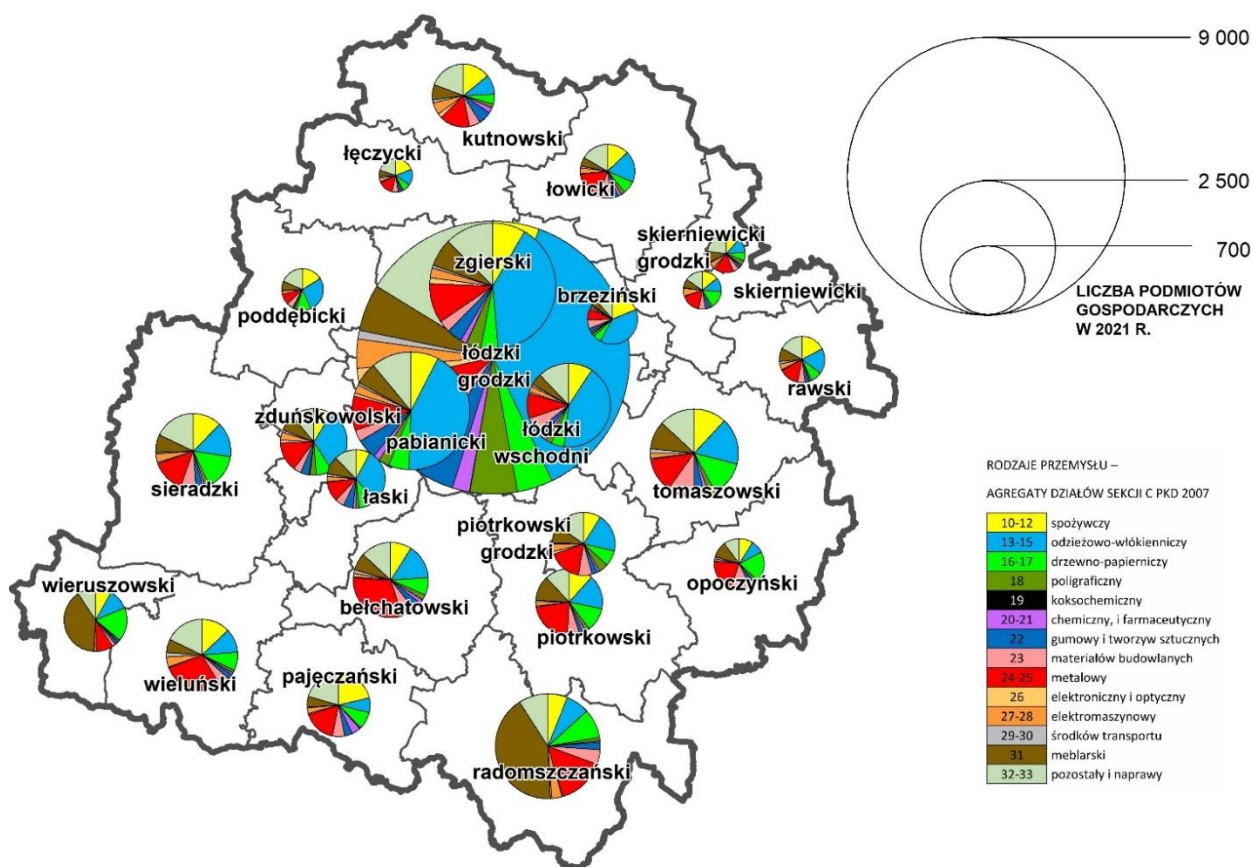 9 000
2 500
700
LICZBA PODMIOTÓW
GOSPODARCZYCH
W 2021 R.
kutnowski
łęczycki
łowicki
skierniewicki
grodzki
skierniewicki
zgierski
brzeziński
poddębicki
łódzki
grodzki
rawski
zduńskowolski
pabianicki
łódzki
wschodni
sieradzki
łaski
tomaszowski
piotrkowski
grodzki
opoczyński
wieruszowski
bełchatowski
piotrkowski
wieluński
pajęczański
radomszczański
RODZAJE PRZEMYSŁU –
AGREGATY DZIAŁÓW SEKCJI C PKD 2007
10-12 spożywczy
13-15 odzieżowo-włókienniczy
16-17 drzewno-papierniczy
18 poligraficzny
19 koksochemiczny
20-21 chemiczny, i farmaceutyczny
22 gumowy i tworzyw sztucznych
23 materiałów budowlanych
24-25 metalowy
26 elektroniczny i optyczny
27-28 elektromaszynowy
29-30 środków transportu
31 meblarski
32-33 pozostały i naprawy